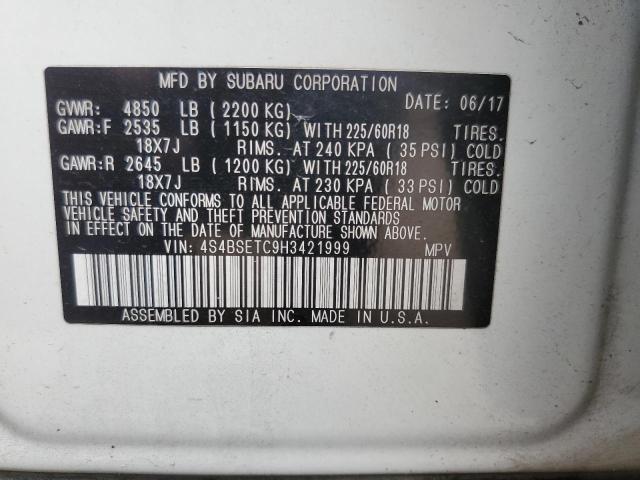 MFD BY SUBARU CORPORATION
DATE: 06/17
GVWR: 4850 LB (2200 KG)
GAWR:F 2535 LB (1150 KG) WITH 225/60R18 TIRES.
18X7J RIMS. AT 240 KPA (35 PSI) COLD
GAWR:R 2645 LB (1200 KG) WITH 225/60R18 TIRES.
18X7J RIMS. AT 230 KPA (33 PSI) COLD
THIS VEHICLE CONFORMS TO ALL APPLICABLE FEDERAL MOTOR
VEHICLE SAFETY AND THEFT PREVENTION STANDARDS
IN EFFECT ON THE DATE OF MANUFACTURE SHOWN ABOVE.
VIN: 4S4BSETC9H3421999 MPV
ASSEMBLED BY SIA INC. MADE IN U.S.A.